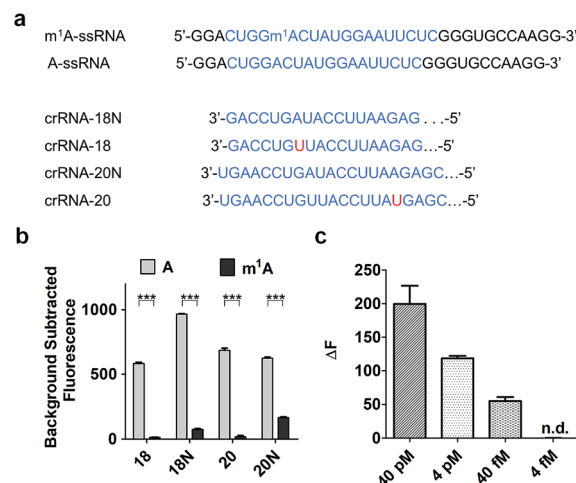 a
m¹A-ssRNA 5'-GGACUGGm¹ACUAUGGAAUUCUCGGGUGCCAAGG-3'
A-ssRNA 5'-GGACUGGACUAUGGAAUUCUCGGGUGCCAAGG-3'
crRNA-18N 3'-GACCUGAUACCUUAAGAG . . .-5'
crRNA-18 3'-GACCUGUUACCUUAAGAG...-5'
crRNA-20N 3'-UGAACCUGAUACCUUAAGAGC...-5'
crRNA-20 3'-UGAACCUGUUACCUUAUGAGC...-5'
b
A m¹A
Background Subtracted
Fluorescence
1000
500
0
*** *** *** ***
18 18N 20 20N
c
ΔF
250
200
150
100
50
0
n.d.
40 pM 4 pM 40 fM 4 fM